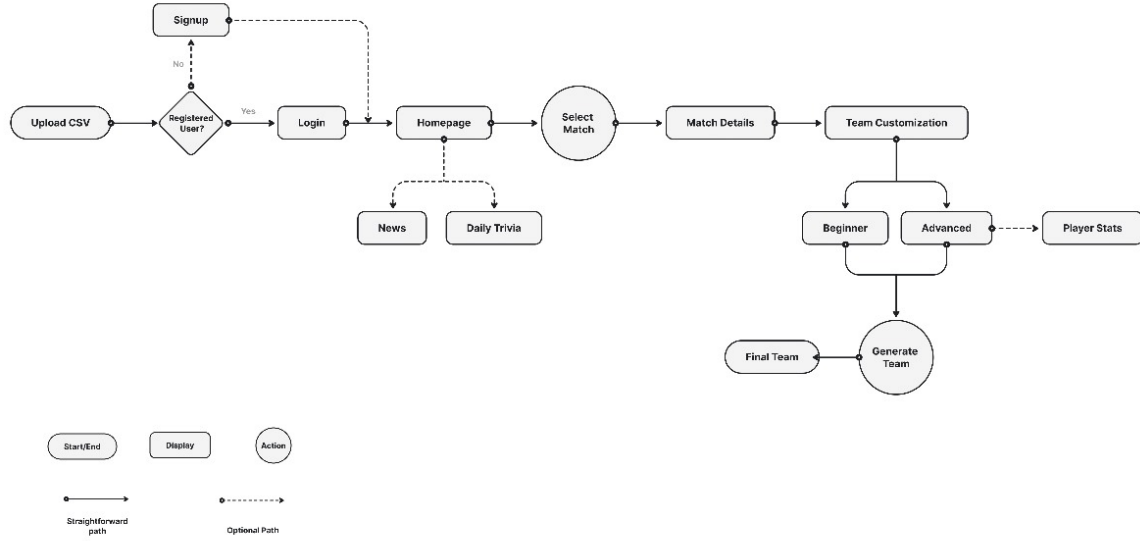 Signup
No
Upload CSV
Registered
User?
Yes
Login
Homepage
Select
Match
Match Details
Team Customization
News
Daily Trivia
Beginner
Advanced
Player Stats
Final Team
Generate
Team
Start/End
Display
Action
Straightforward
path
Optional Path